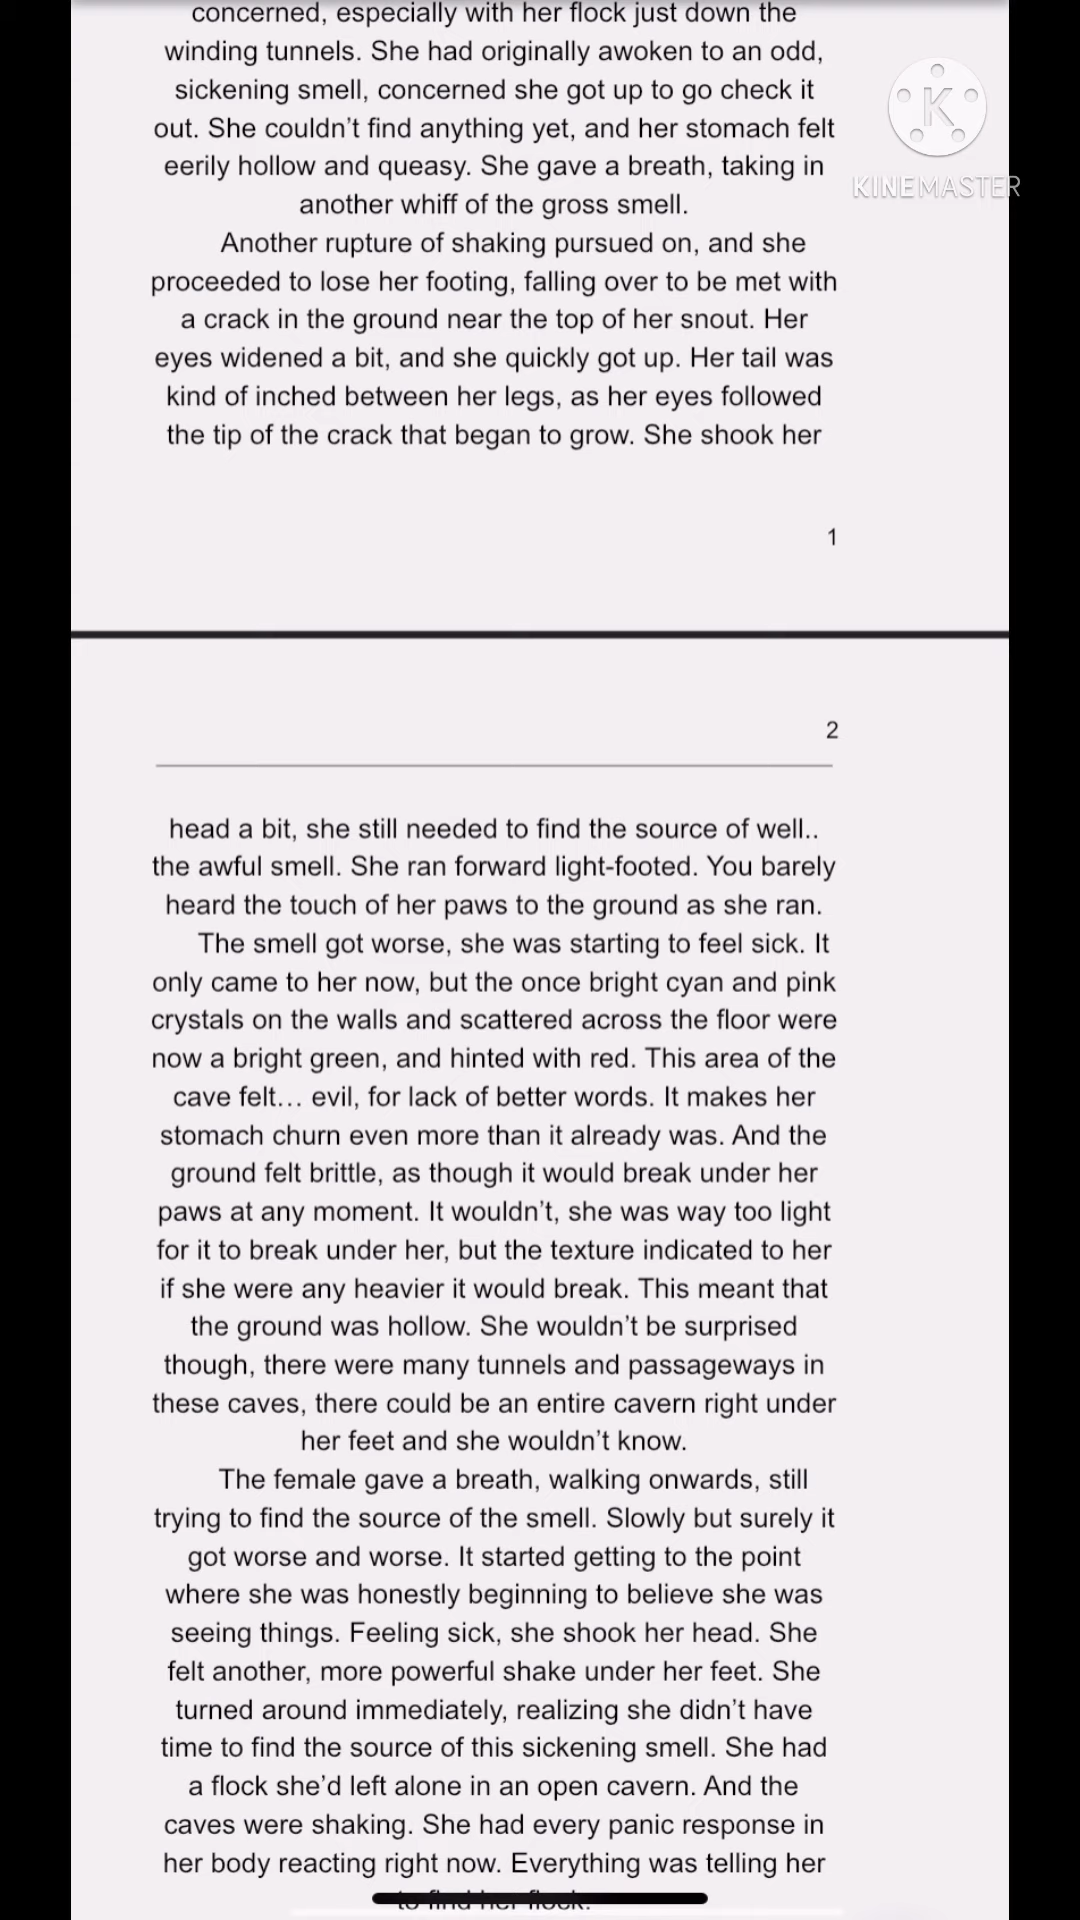 concerned, especially with her flock just down the
winding tunnels. She had originally awoken to an odd,
sickening smell, concerned she got up to go check it
out. She couldn't find anything yet, and her stomach felt
eerily hollow and queasy. She gave a breath, taking in
another whiff of the gross smell.
K
KINEMASTER
Another rupture of shaking pursued on, and she
proceeded to lose her footing, falling over to be met with
a crack in the ground near the top of her snout. Her
eyes widened a bit, and she quickly got up. Her tail was
kind of inched between her legs, as her eyes followed
the tip of the crack that began to grow. She shook her
1
2
head a bit, she still needed to find the source of well..
the awful smell. She ran forward light-footed. You barely
heard the touch of her paws to the ground as she ran.
The smell got worse, she was starting to feel sick. It
only came to her now, but the once bright cyan and pink
crystals on the walls and scattered across the floor were
now a bright green, and hinted with red. This area of the
cave felt... evil, for lack of better words. It makes her
stomach churn even more than it already was. And the
ground felt brittle, as though it would break under her
paws at any moment. It wouldn't, she was way too light
for it to break under her, but the texture indicated to her
if she were any heavier it would break. This meant that
the ground was hollow. She wouldn't be surprised
though, there were many tunnels and passageways in
these caves, there could be an entire cavern right under
her feet and she wouldn't know.
The female gave a breath, walking onwards, still
trying to find the source of the smell. Slowly but surely it
got worse and worse. It started getting to the point
where she was honestly beginning to believe she was
seeing things. Feeling sick, she shook her head. She
felt another, more powerful shake under her feet. She
turned around immediately, realizing she didn't have
time to find the source of this sickening smell. She had
a flock she'd left alone in an open cavern. And the
caves were shaking. She had every panic response in
her body reacting right now. Everything was telling her
to find her flock.